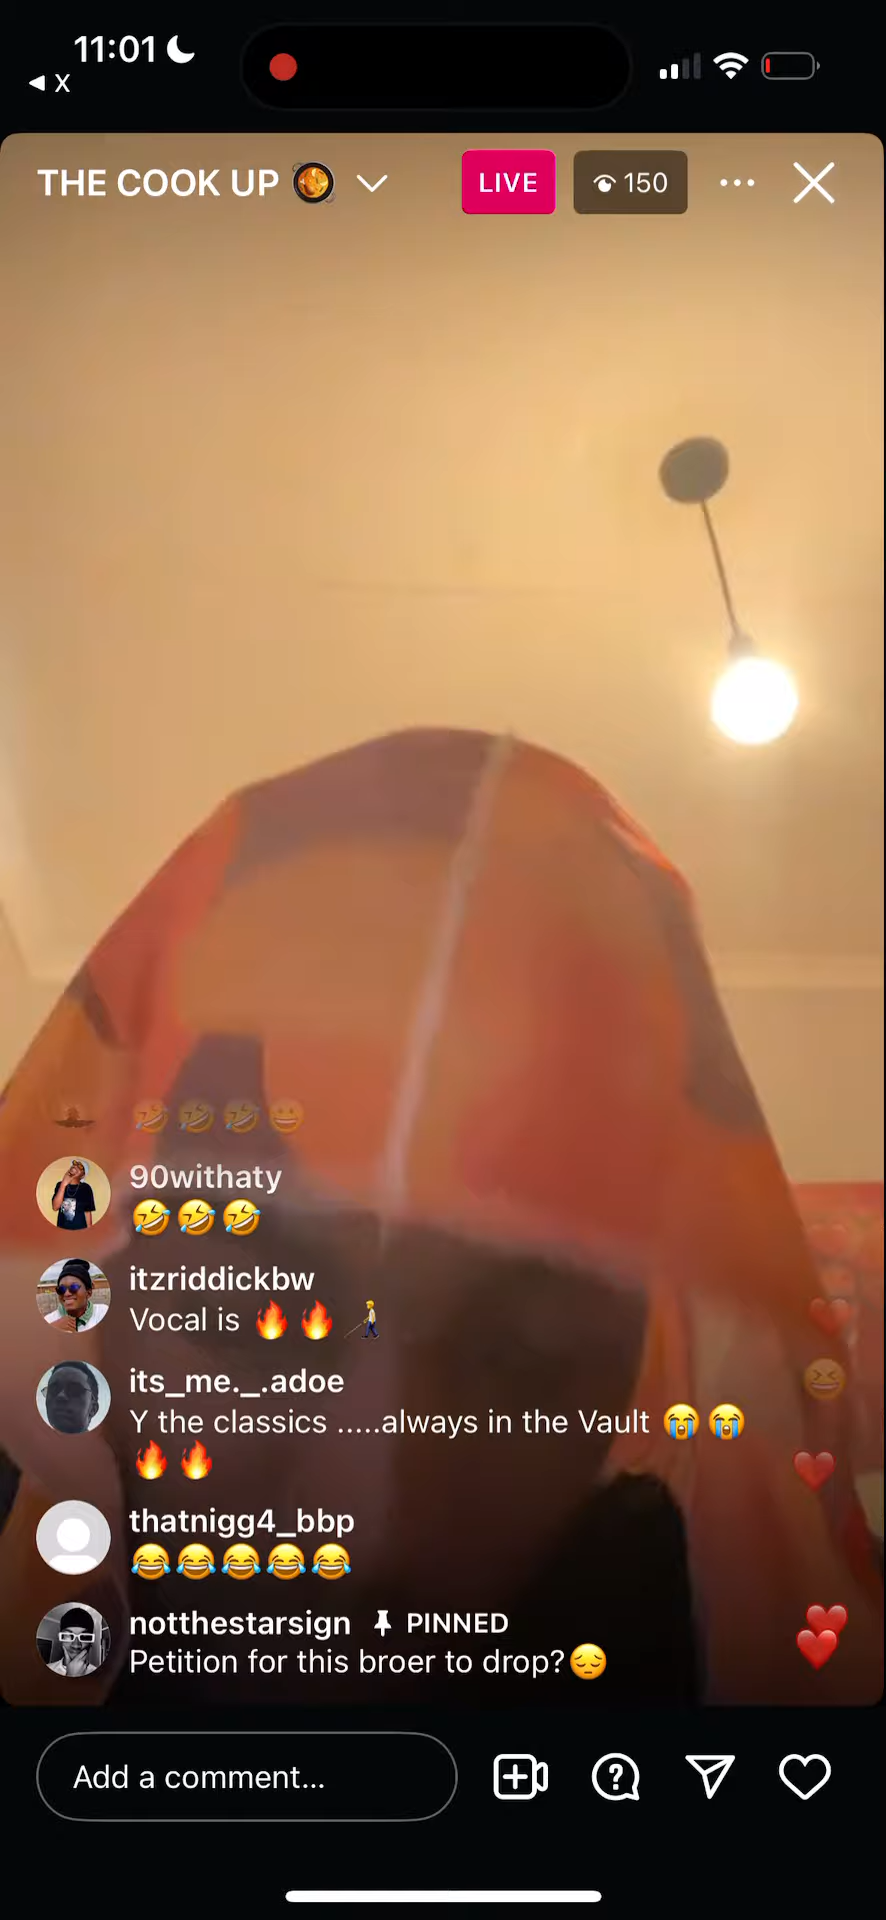 11:01
◀ X
THE COOK UP 🥘
LIVE
150
🤣🤣🤣😀
90withaty
🤣🤣🤣
itzriddickbw
Vocal is 🔥🔥👨‍🦯
its_me._.adoe
Y the classics .....always in the Vault 😭😭
🔥🔥
thatnigg4_bbp
😂😂😂😂😂
notthestarsign 📌 PINNED
Petition for this broer to drop?😔
Add a comment...